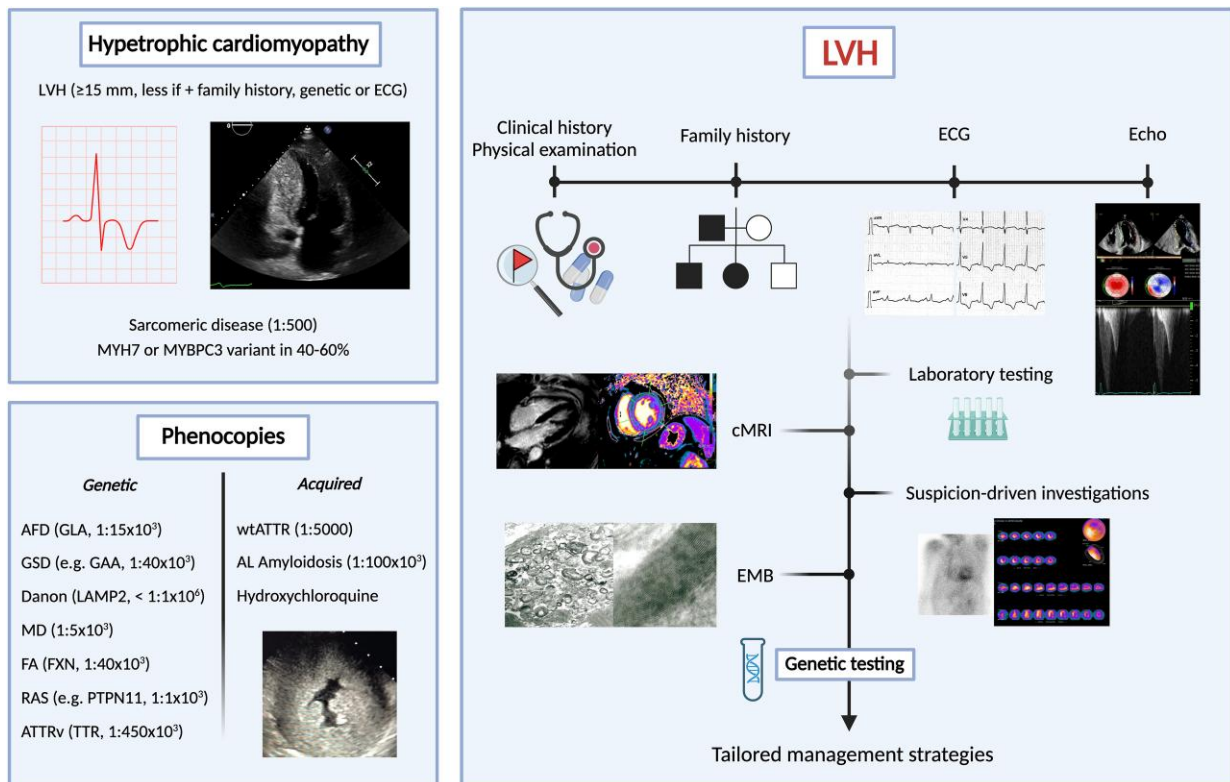 Hypetrophic cardiomyopathy
LVH (≥15 mm, less if + family history, genetic or ECG)
Sarcomeric disease (1:500)
MYH7 or MYBPC3 variant in 40-60%
Phenocopies
Genetic
AFD (GLA, 1:15x10³)
GSD (e.g. GAA, 1:40x10³)
Danon (LAMP2, < 1:1x10⁶)
MD (1:5x10³)
FA (FXN, 1:40x10³)
RAS (e.g. PTPN11, 1:1x10³)
ATTRv (TTR, 1:450x10³)
Acquired
wtATTR (1:5000)
AL Amyloidosis (1:100x10³)
Hydroxychloroquine
LVH
Clinical history
Physical examination
Family history
ECG
Echo
Laboratory testing
cMRI
Suspicion-driven investigations
EMB
Genetic testing
Tailored management strategies